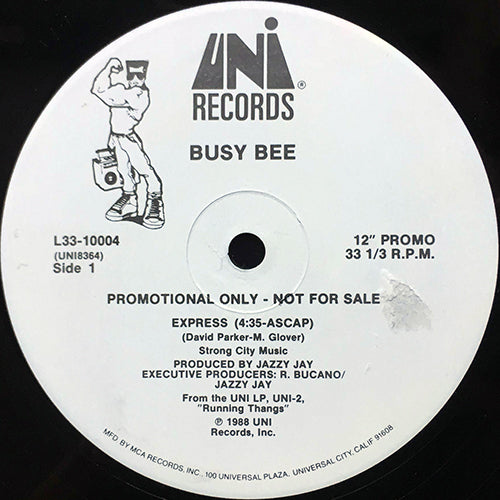 UNI
RECORDS®
BUSY BEE
L33-10004
(UNI8364)
Side 1
12" PROMO
33 1/3 R.P.M.
PROMOTIONAL ONLY - NOT FOR SALE
EXPRESS (4:35-ASCAP)
(David Parker-M. Glover)
Strong City Music
PRODUCED BY JAZZY JAY
EXECUTIVE PRODUCERS: R. BUCANO/
JAZZY JAY
From the UNI LP, UNI-2,
"Running Thangs"
℗ 1988 UNI
Records, Inc.
MFD BY MCA RECORDS, INC., 100 UNIVERSAL PLAZA, UNIVERSAL CITY, CALIF 91608